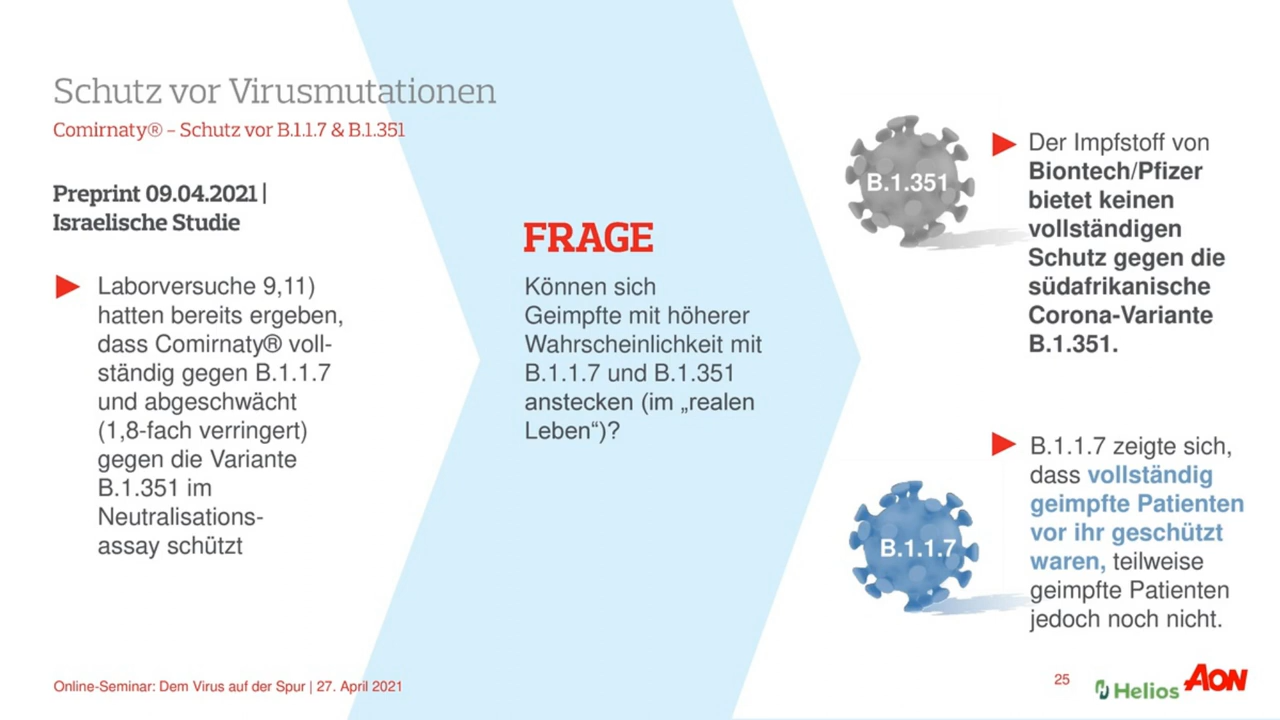 Schutz vor Virusmutationen
Comirnaty® – Schutz vor B.1.1.7 & B.1.351
Preprint 09.04.2021 |
Israelische Studie
Laborversuche 9,11)
hatten bereits ergeben,
dass Comirnaty® voll-
ständig gegen B.1.1.7
und abgeschwächt
(1,8-fach verringert)
gegen die Variante
B.1.351 im
Neutralisations-
assay schützt
FRAGE
Können sich
Geimpfte mit höherer
Wahrscheinlichkeit mit
B.1.1.7 und B.1.351
anstecken (im „realen
Leben“)?
B.1.351
Der Impfstoff von
Biontech/Pfizer
bietet keinen
vollständigen
Schutz gegen die
südafrikanische
Corona-Variante
B.1.351.
B.1.1.7
B.1.1.7 zeigte sich,
dass vollständig
geimpfte Patienten
vor ihr geschützt
waren, teilweise
geimpfte Patienten
jedoch noch nicht.
Online-Seminar: Dem Virus auf der Spur | 27. April 2021
25
Helios
AON